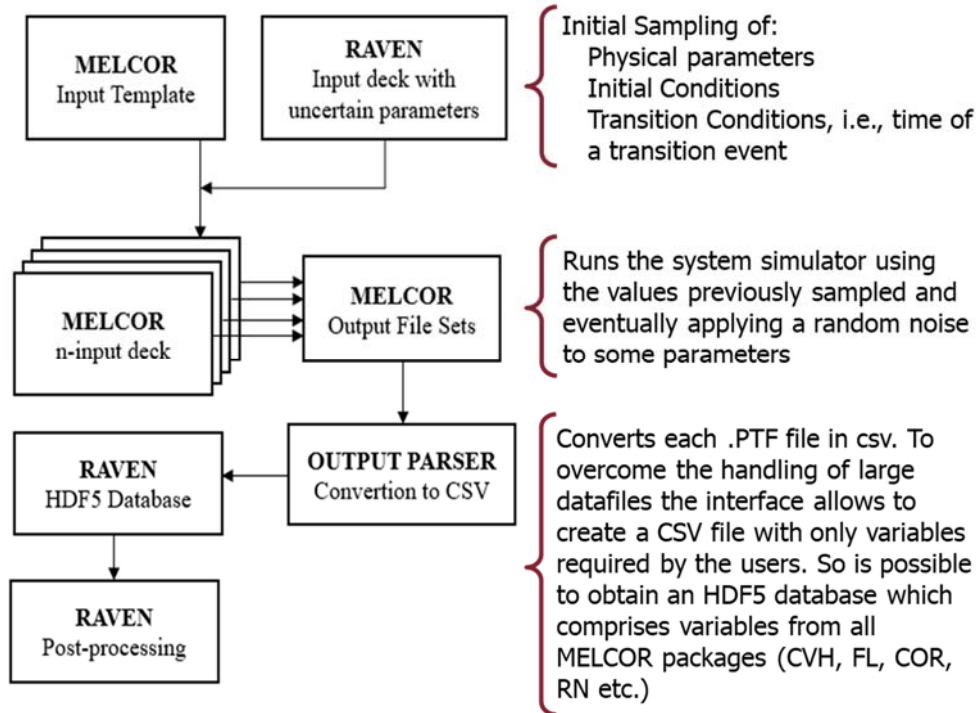 MELCOR
Input Template
RAVEN
Input deck with
uncertain parameters
Initial Sampling of:
Physical parameters
Initial Conditions
Transition Conditions, i.e., time of
a transition event
MELCOR
n-input deck
MELCOR
Output File Sets
Runs the system simulator using
the values previously sampled and
eventually applying a random noise
to some parameters
RAVEN
HDF5 Database
OUTPUT PARSER
Convertion to CSV
Converts each .PTF file in csv. To
overcome the handling of large
datafiles the interface allows to
create a CSV file with only variables
required by the users. So is possible
to obtain an HDF5 database which
comprises variables from all
MELCOR packages (CVH, FL, COR,
RN etc.)
RAVEN
Post-processing